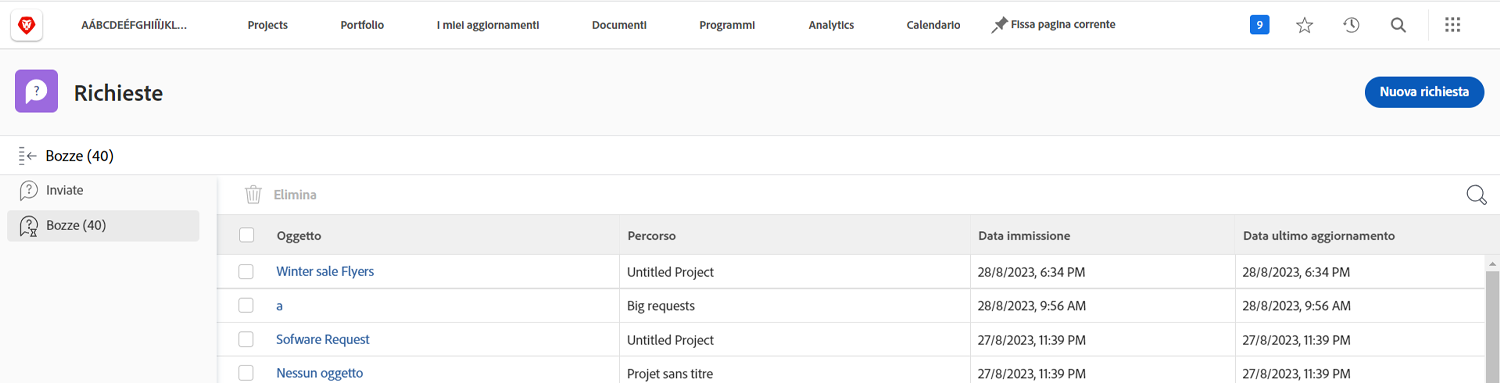 AÁBCDEÉFGHIÍÏJKL... Projects Portfolio I miei aggiornamenti Documenti Programmi Analytics Calendario Fissa pagina corrente 9
Richieste Nuova richiesta
Bozze (40)
Inviate Elimina
Bozze (40) Oggetto Percorso Data immissione Data ultimo aggiornamento
Winter sale Flyers Untitled Project 28/8/2023, 6:34 PM 28/8/2023, 6:34 PM
a Big requests 28/8/2023, 9:56 AM 28/8/2023, 9:56 AM
Sofware Request Untitled Project 27/8/2023, 11:39 PM 27/8/2023, 11:39 PM
Nessun oggetto Projet sans titre 27/8/2023, 11:39 PM 27/8/2023, 11:39 PM